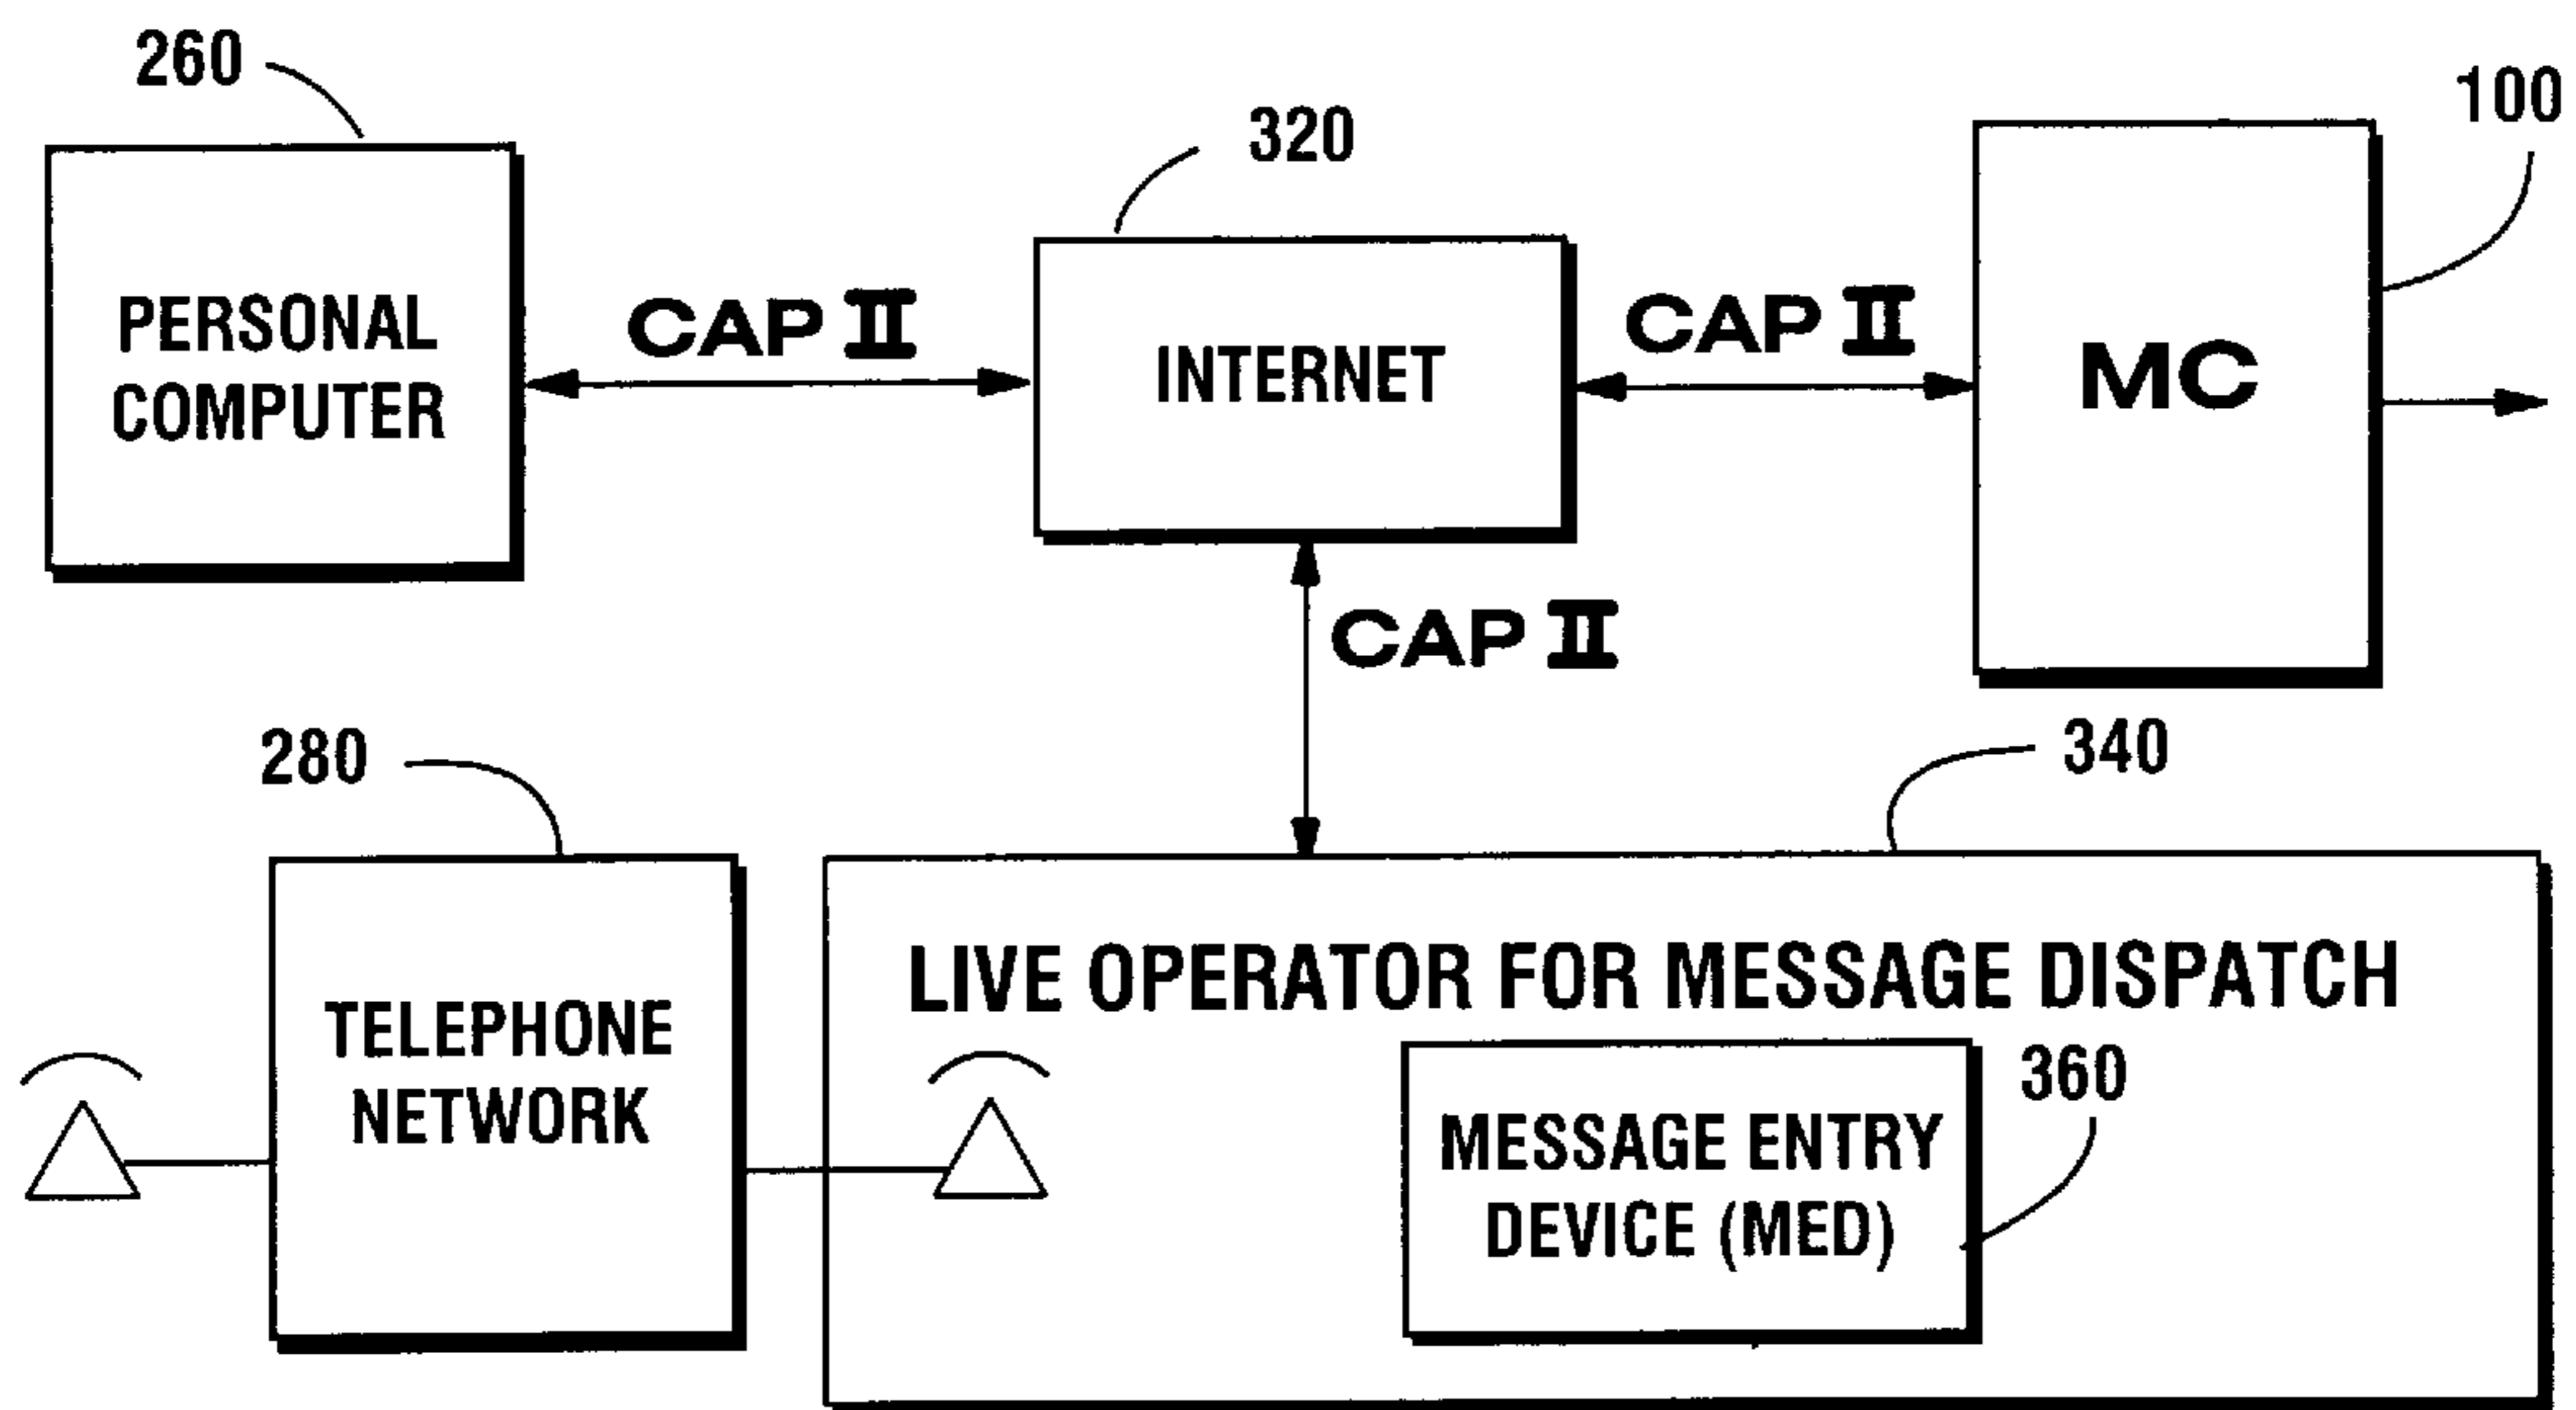 260
320
100
PERSONAL
COMPUTER
CAP II
INTERNET
CAP II
MC
CAP II
280
340
TELEPHONE
NETWORK
LIVE OPERATOR FOR MESSAGE DISPATCH
360
MESSAGE ENTRY
DEVICE (MED)